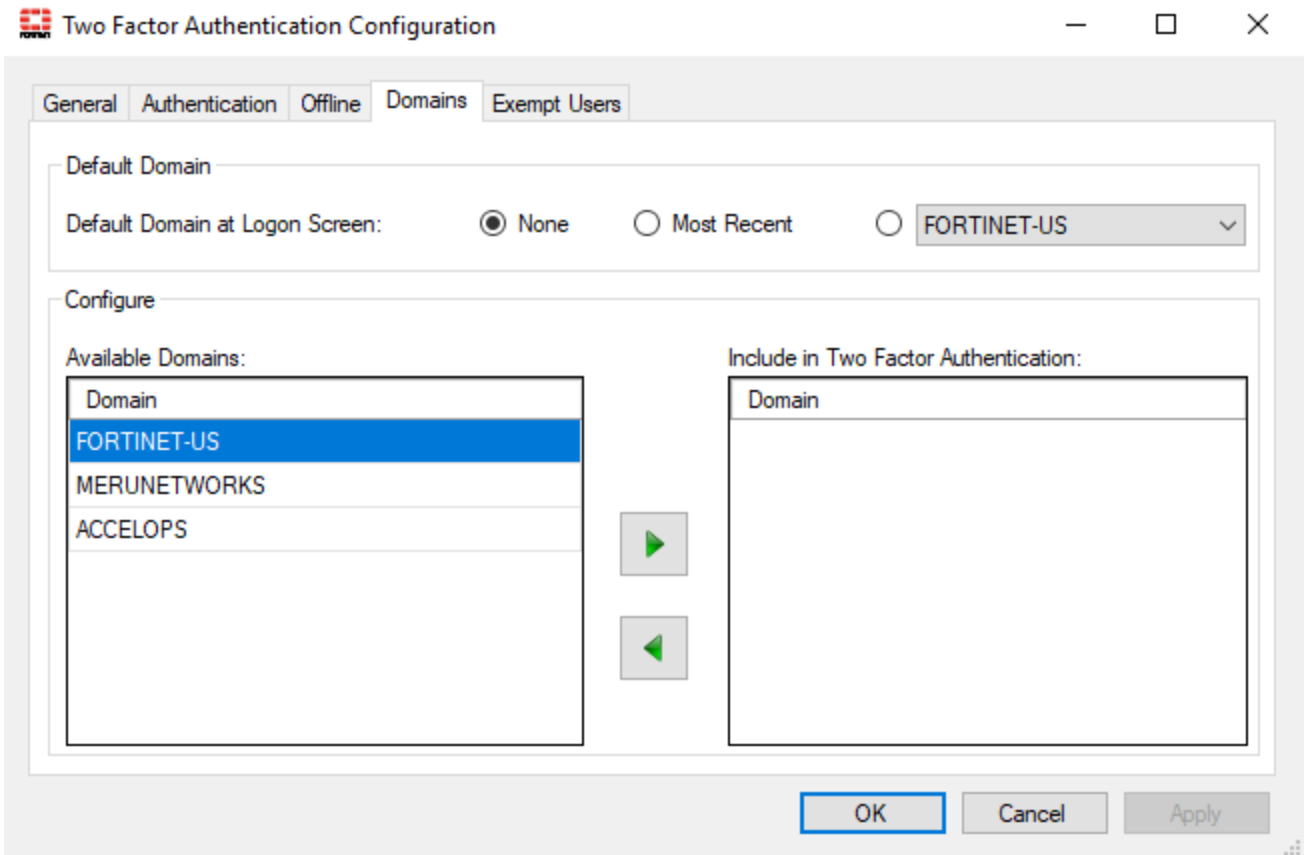 Two Factor Authentication Configuration
General Authentication Offline Domains Exempt Users
Default Domain
Default Domain at Logon Screen: None Most Recent FORTINET-US
Configure
Available Domains: Include in Two Factor Authentication:
Domain Domain
FORTINET-US
MERUNETWORKS
ACCELOPS
OK Cancel Apply